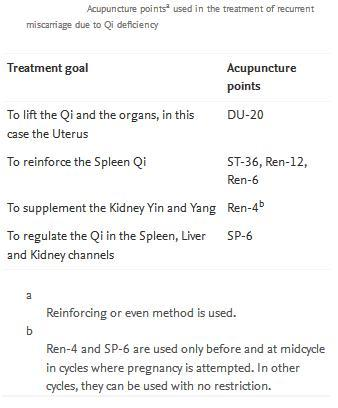 Acupuncture pointsᵃ used in the treatment of recurrent
miscarriage due to Qi deficiency
Treatment goal Acupuncture
points
To lift the Qi and the organs, in this DU-20
case the Uterus
To reinforce the Spleen Qi ST-36, Ren-12,
Ren-6
To supplement the Kidney Yin and Yang Ren-4ᵇ
To regulate the Qi in the Spleen, Liver SP-6
and Kidney channels
a
Reinforcing or even method is used.
b
Ren-4 and SP-6 are used only before and at midcycle
in cycles where pregnancy is attempted. In other
cycles, they can be used with no restriction.